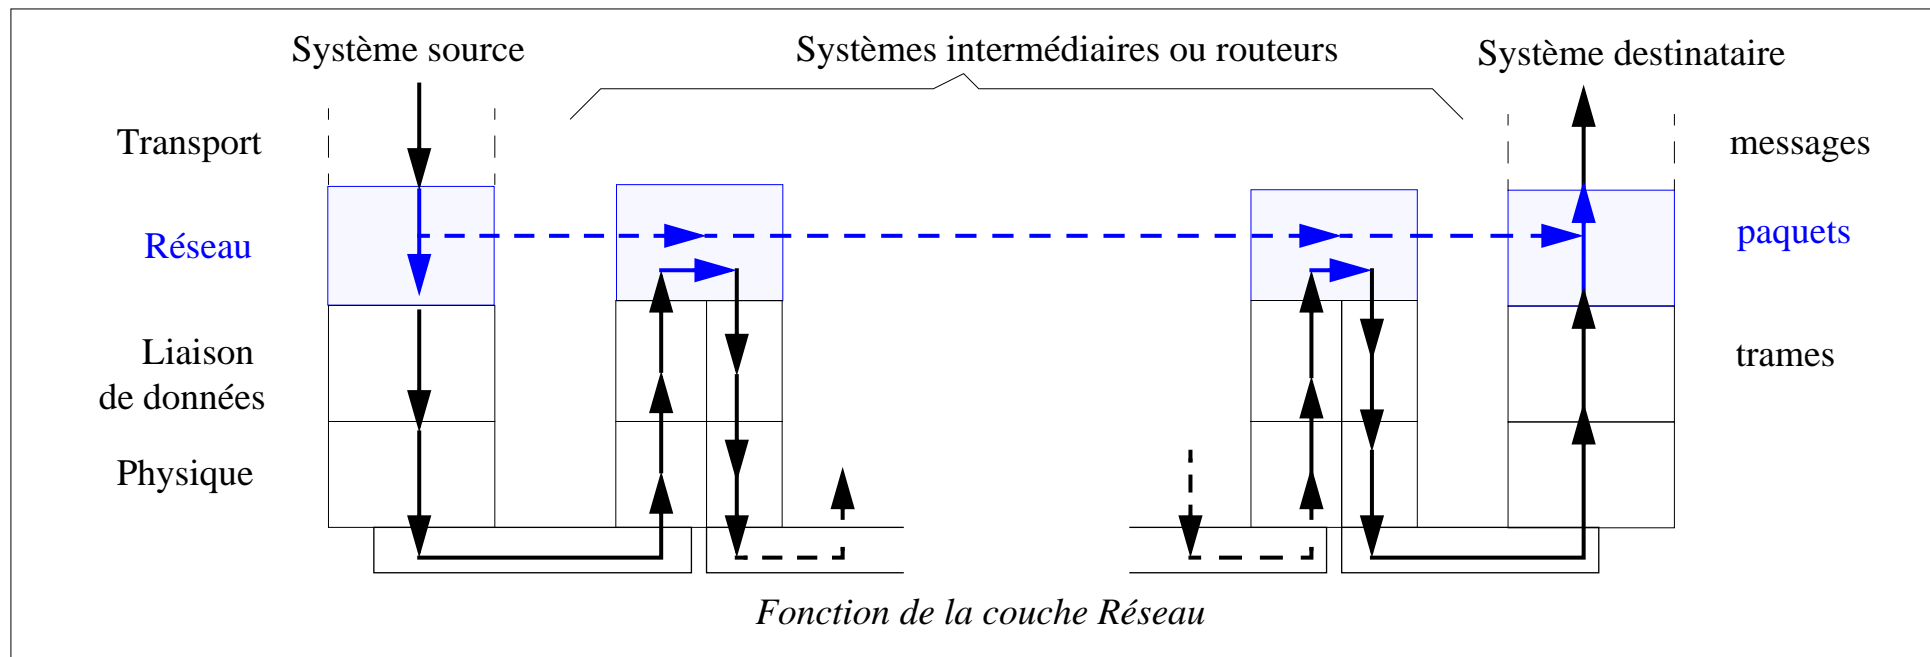 Système source
Systèmes intermédiaires ou routeurs
Système destinataire
Transport
messages
Réseau
paquets
Liaison
de données
trames
Physique
Fonction de la couche Réseau